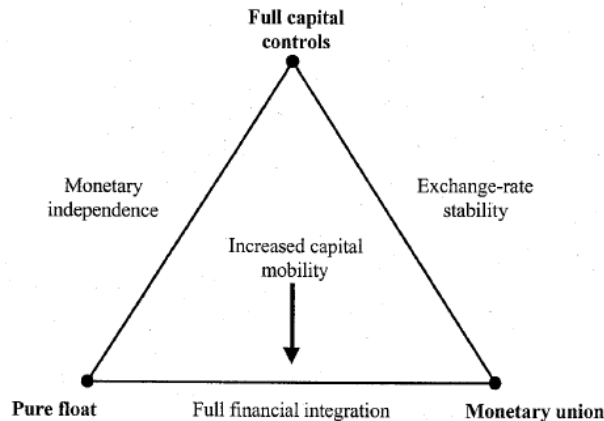 Full capital
controls
Monetary
independence
Exchange-rate
stability
Increased capital
mobility
Pure float
Full financial integration
Monetary union